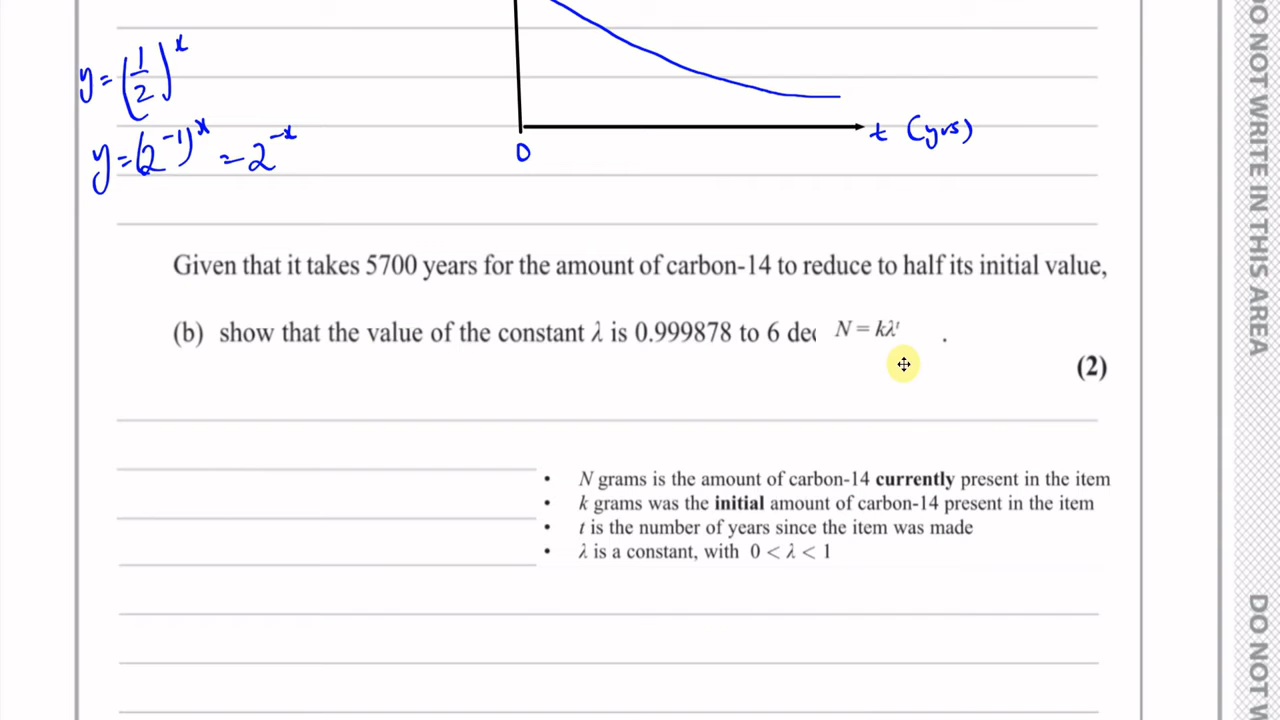 y = (1/2)^x
y = (2^-1)^x = 2^-x
0
t (yrs)
Given that it takes 5700 years for the amount of carbon-14 to reduce to half its initial value,
(b) show that the value of the constant λ is 0.999878 to 6 dec N = kλ^t .
(2)
• N grams is the amount of carbon-14 currently present in the item
• k grams was the initial amount of carbon-14 present in the item
• t is the number of years since the item was made
• λ is a constant, with 0 < λ < 1
DO NOT WRITE IN THIS AREA
DO NOT W